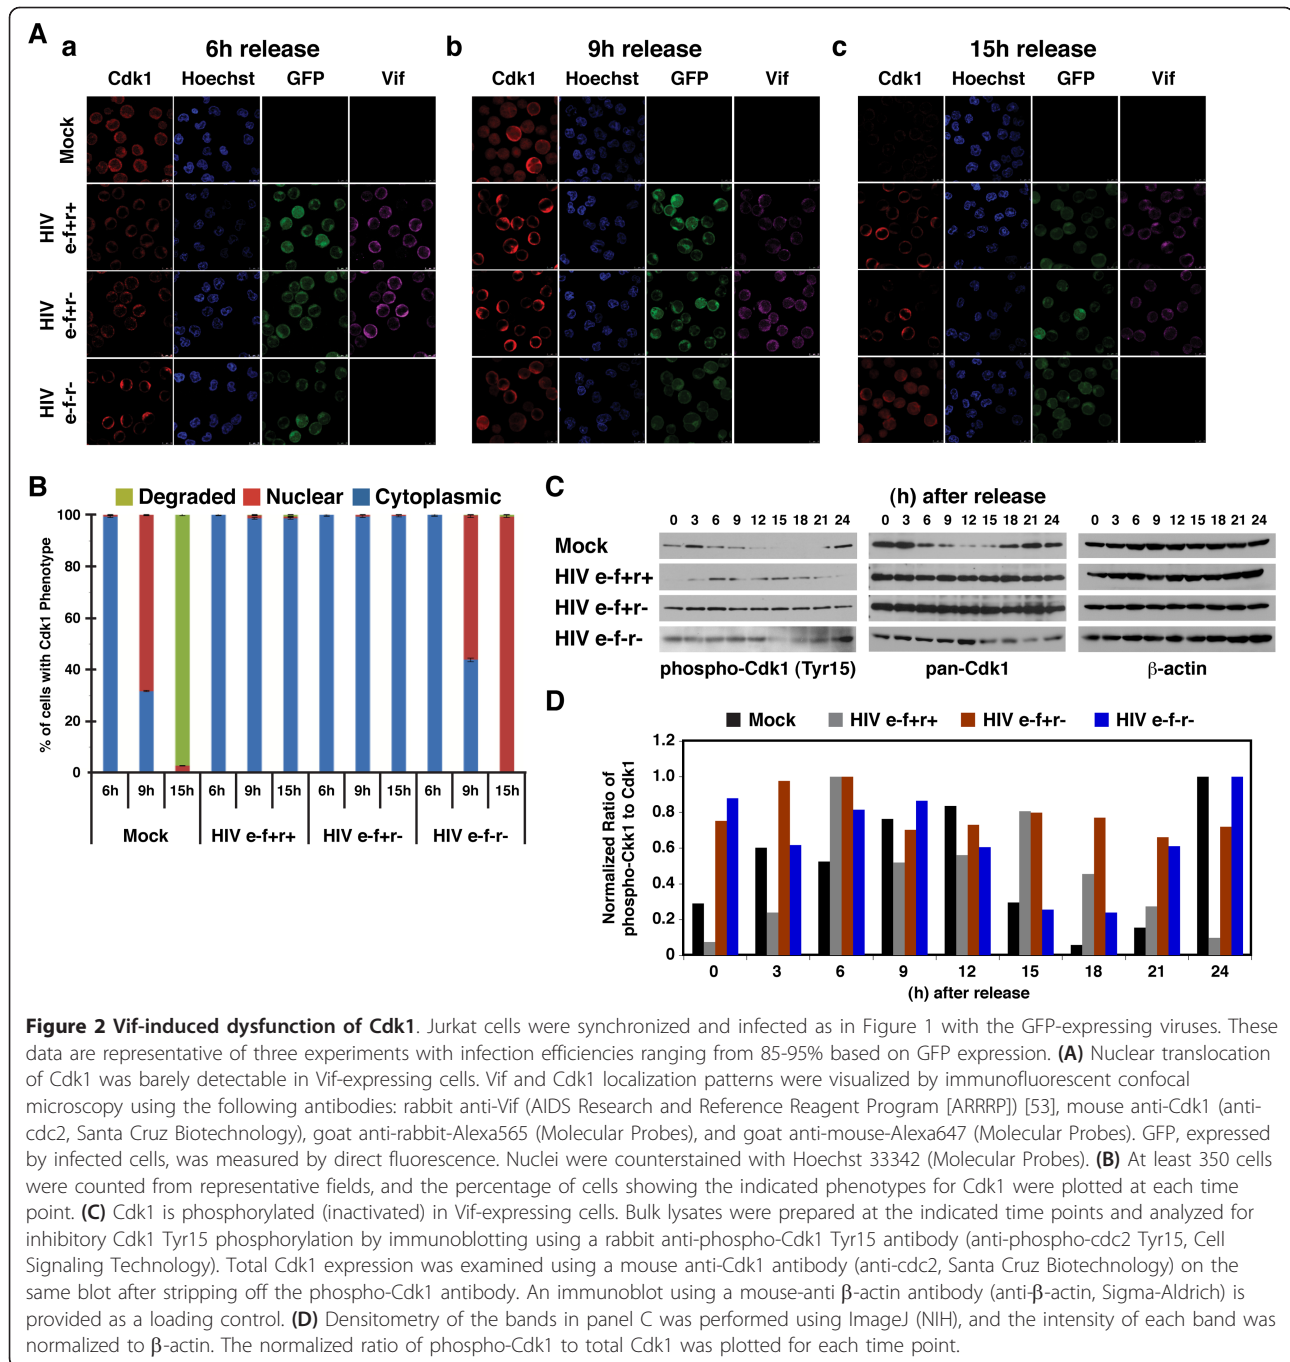 A
a 6h release b 9h release c 15h release
Cdk1 Hoechst GFP Vif Cdk1 Hoechst GFP Vif Cdk1 Hoechst GFP Vif
Mock
HIV
e-f+r+
HIV
e-f+r-
HIV
e-f-r-
B
Degraded Nuclear Cytoplasmic
% of cells with Cdk1 Phenotype
100
80
60
40
20
0
6h 9h 15h 6h 9h 15h 6h 9h 15h 6h 9h 15h
Mock HIV e-f+r+ HIV e-f+r- HIV e-f-r-
C
(h) after release
0 3 6 9 12 15 18 21 24 0 3 6 9 12 15 18 21 24 0 3 6 9 12 15 18 21 24
Mock
HIV e-f+r+
HIV e-f+r-
HIV e-f-r-
phospho-Cdk1 (Tyr15) pan-Cdk1 β-actin
D
Mock HIV e-f+r+ HIV e-f+r- HIV e-f-r-
Normalized Ratio of
phospho-Ckk1 to Cdk1
1.2
1.0
0.8
0.6
0.4
0.2
0
0 3 6 9 12 15 18 21 24
(h) after release
Figure 2 Vif-induced dysfunction of Cdk1. Jurkat cells were synchronized and infected as in Figure 1 with the GFP-expressing viruses. These
data are representative of three experiments with infection efficiencies ranging from 85-95% based on GFP expression. (A) Nuclear translocation
of Cdk1 was barely detectable in Vif-expressing cells. Vif and Cdk1 localization patterns were visualized by immunofluorescent confocal
microscopy using the following antibodies: rabbit anti-Vif (AIDS Research and Reference Reagent Program [ARRRP]) [53], mouse anti-Cdk1 (anti-
cdc2, Santa Cruz Biotechnology), goat anti-rabbit-Alexa565 (Molecular Probes), and goat anti-mouse-Alexa647 (Molecular Probes). GFP, expressed
by infected cells, was measured by direct fluorescence. Nuclei were counterstained with Hoechst 33342 (Molecular Probes). (B) At least 350 cells
were counted from representative fields, and the percentage of cells showing the indicated phenotypes for Cdk1 were plotted at each time
point. (C) Cdk1 is phosphorylated (inactivated) in Vif-expressing cells. Bulk lysates were prepared at the indicated time points and analyzed for
inhibitory Cdk1 Tyr15 phosphorylation by immunoblotting using a rabbit anti-phospho-Cdk1 Tyr15 antibody (anti-phospho-cdc2 Tyr15, Cell
Signaling Technology). Total Cdk1 expression was examined using a mouse anti-Cdk1 antibody (anti-cdc2, Santa Cruz Biotechnology) on the
same blot after stripping off the phospho-Cdk1 antibody. An immunoblot using a mouse-anti β-actin antibody (anti-β-actin, Sigma-Aldrich) is
provided as a loading control. (D) Densitometry of the bands in panel C was performed using ImageJ (NIH), and the intensity of each band was
normalized to β-actin. The normalized ratio of phospho-Cdk1 to total Cdk1 was plotted for each time point.